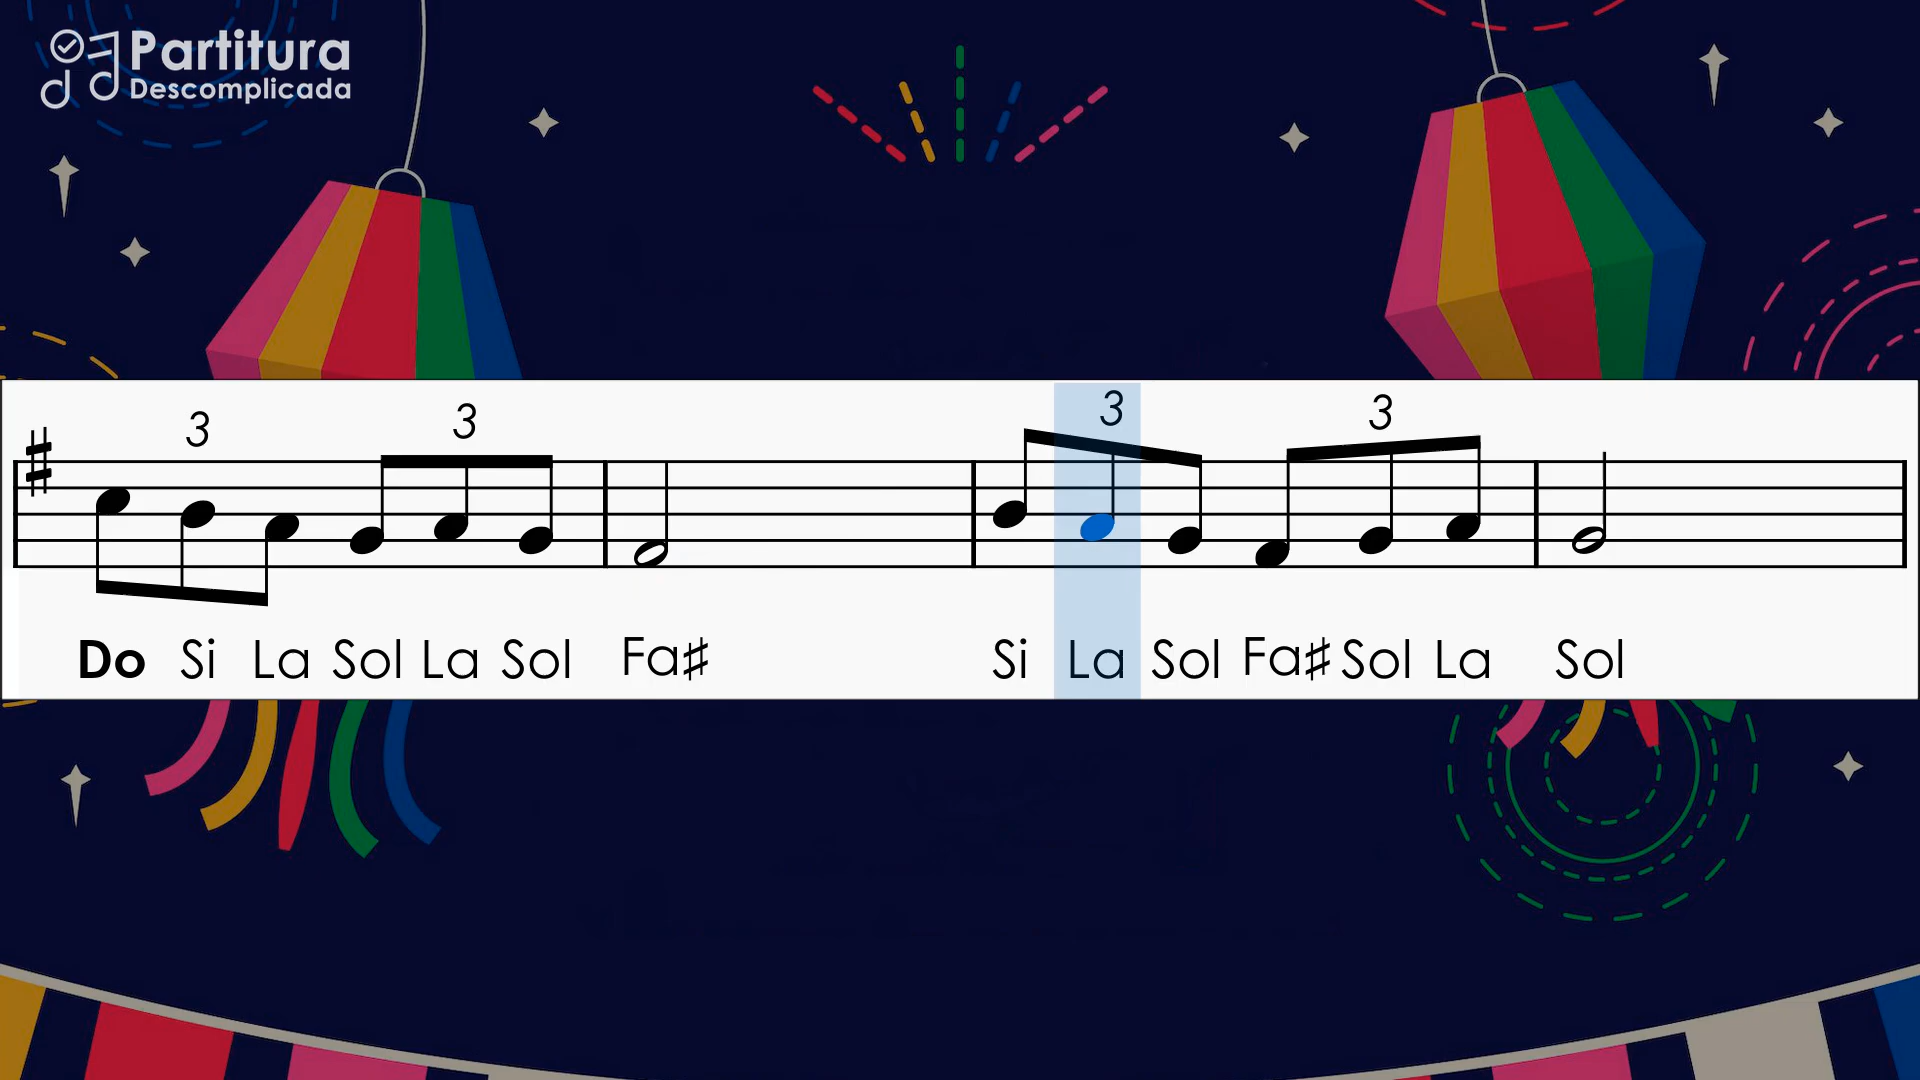 Partitura
Descomplicada
3 3 3 3
Do Si La Sol La Sol Fa♯ Si La Sol Fa♯ Sol La Sol